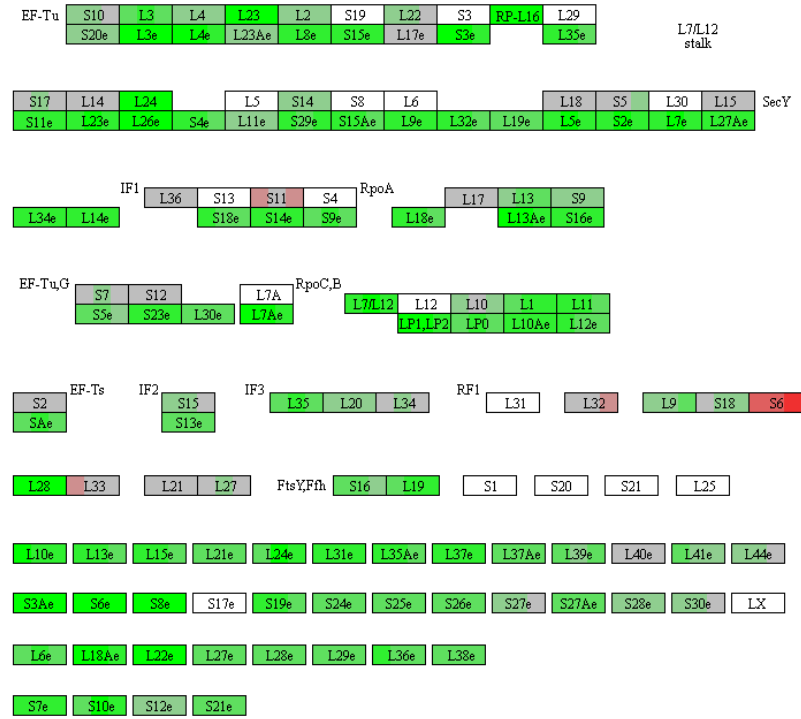 EF-Tu S10 L3 L4 L23 L2 S19 L22 S3 RP-L16 L29
S20e L3e L4e L23Ae L8e S15e L17e S3e L35e
L7/L12
stalk
S17 L14 L24 L5 S14 S8 L6 L18 S5 L30 L15 SecY
S11e L23e L26e S4e L11e S29e S15Ae L9e L32e L19e L5e S2e L7e L27Ae
IF1 L36 S13 S11 S4 RpoA L17 L13 S9
L34e L14e S18e S14e S9e L18e L13Ae S16e
EF-Tu,G S7 S12 L7A RpoC,B L7/L12 L12 L10 L1 L11
S5e S23e L30e L7Ae LP1,LP2 LP0 L10Ae L12e
S2 EF-Ts IF2 S15 IF3 L35 L20 L34 RF1 L31 L32 L9 S18 S6
SAe S13e
L28 L33 L21 L27 FtsY,Ffh S16 L19 S1 S20 S21 L25
L10e L13e L15e L21e L24e L31e L35Ae L37e L37Ae L39e L40e L41e L44e
S3Ae S6e S8e S17e S19e S24e S25e S26e S27e S27Ae S28e S30e LX
L6e L18Ae L22e L27e L28e L29e L36e L38e
S7e S10e S12e S21e